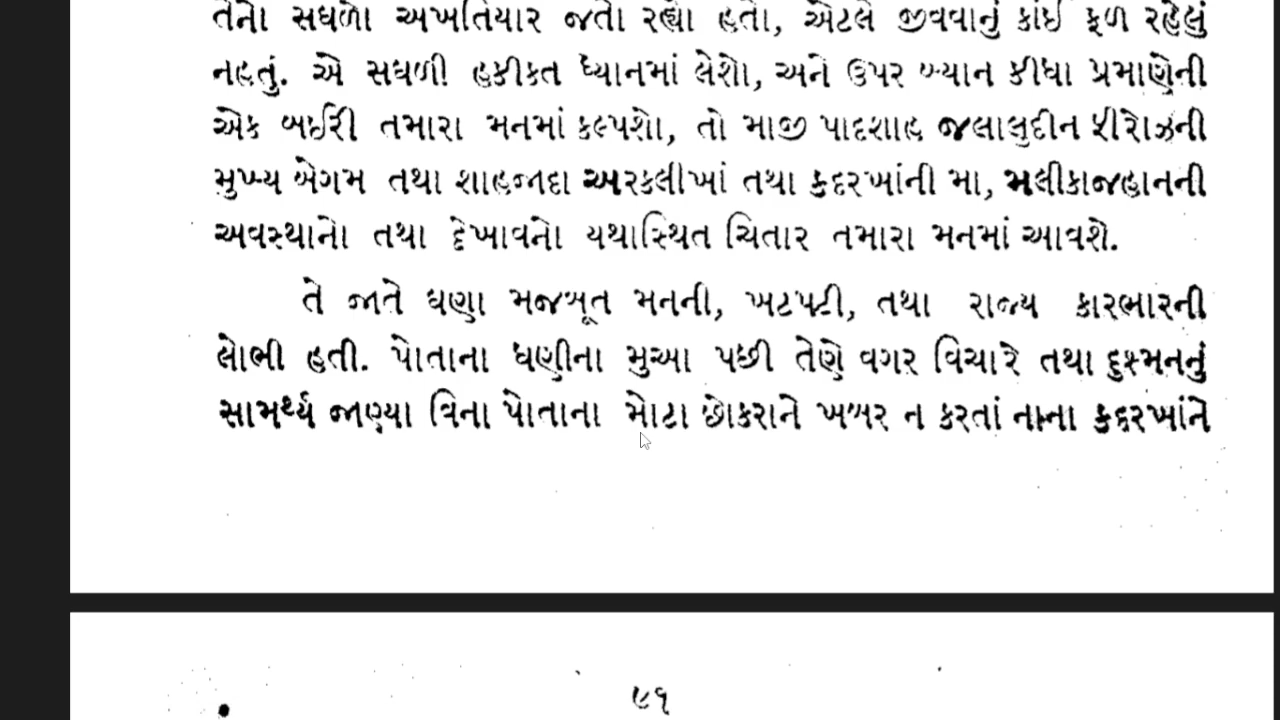 તેનો સઘળો અખતિયાર જતો રહ્યો હતો, એટલે જીવવાનું કાંઈ ફળ રહેલું
નહતું. એ સઘળી હકીકત ધ્યાનમાં લેશો, અને ઉપર બ્યાન કીધા પ્રમાણેની
એક બઈરી તમારા મનમાં કલ્પશો, તો માજી પાદશાહ જલાલુદીન ફીરોઝની
મુખ્ય બેગમ તથા શાહજાદા અરકલીખાં તથા કદરખાંની મા, મલીકાજહાનની
અવસ્થાનો તથા દેખાવનો યથાસ્થિત ચિતાર તમારા મનમાં આવશે.
તે જાતે ઘણા મજબૂત મનની, ખટપટી, તથા રાજ્ય કારભારની
લોભી હતી. પોતાના ધણીના મુઆ પછી તેણે વગર વિચારે તથા દુશ્મનનું
સામર્થ્ય જાણ્યા વિના પોતાના મોટા છોકરાને ખબર ન કરતાં નાના કદરખાંને
૯૧